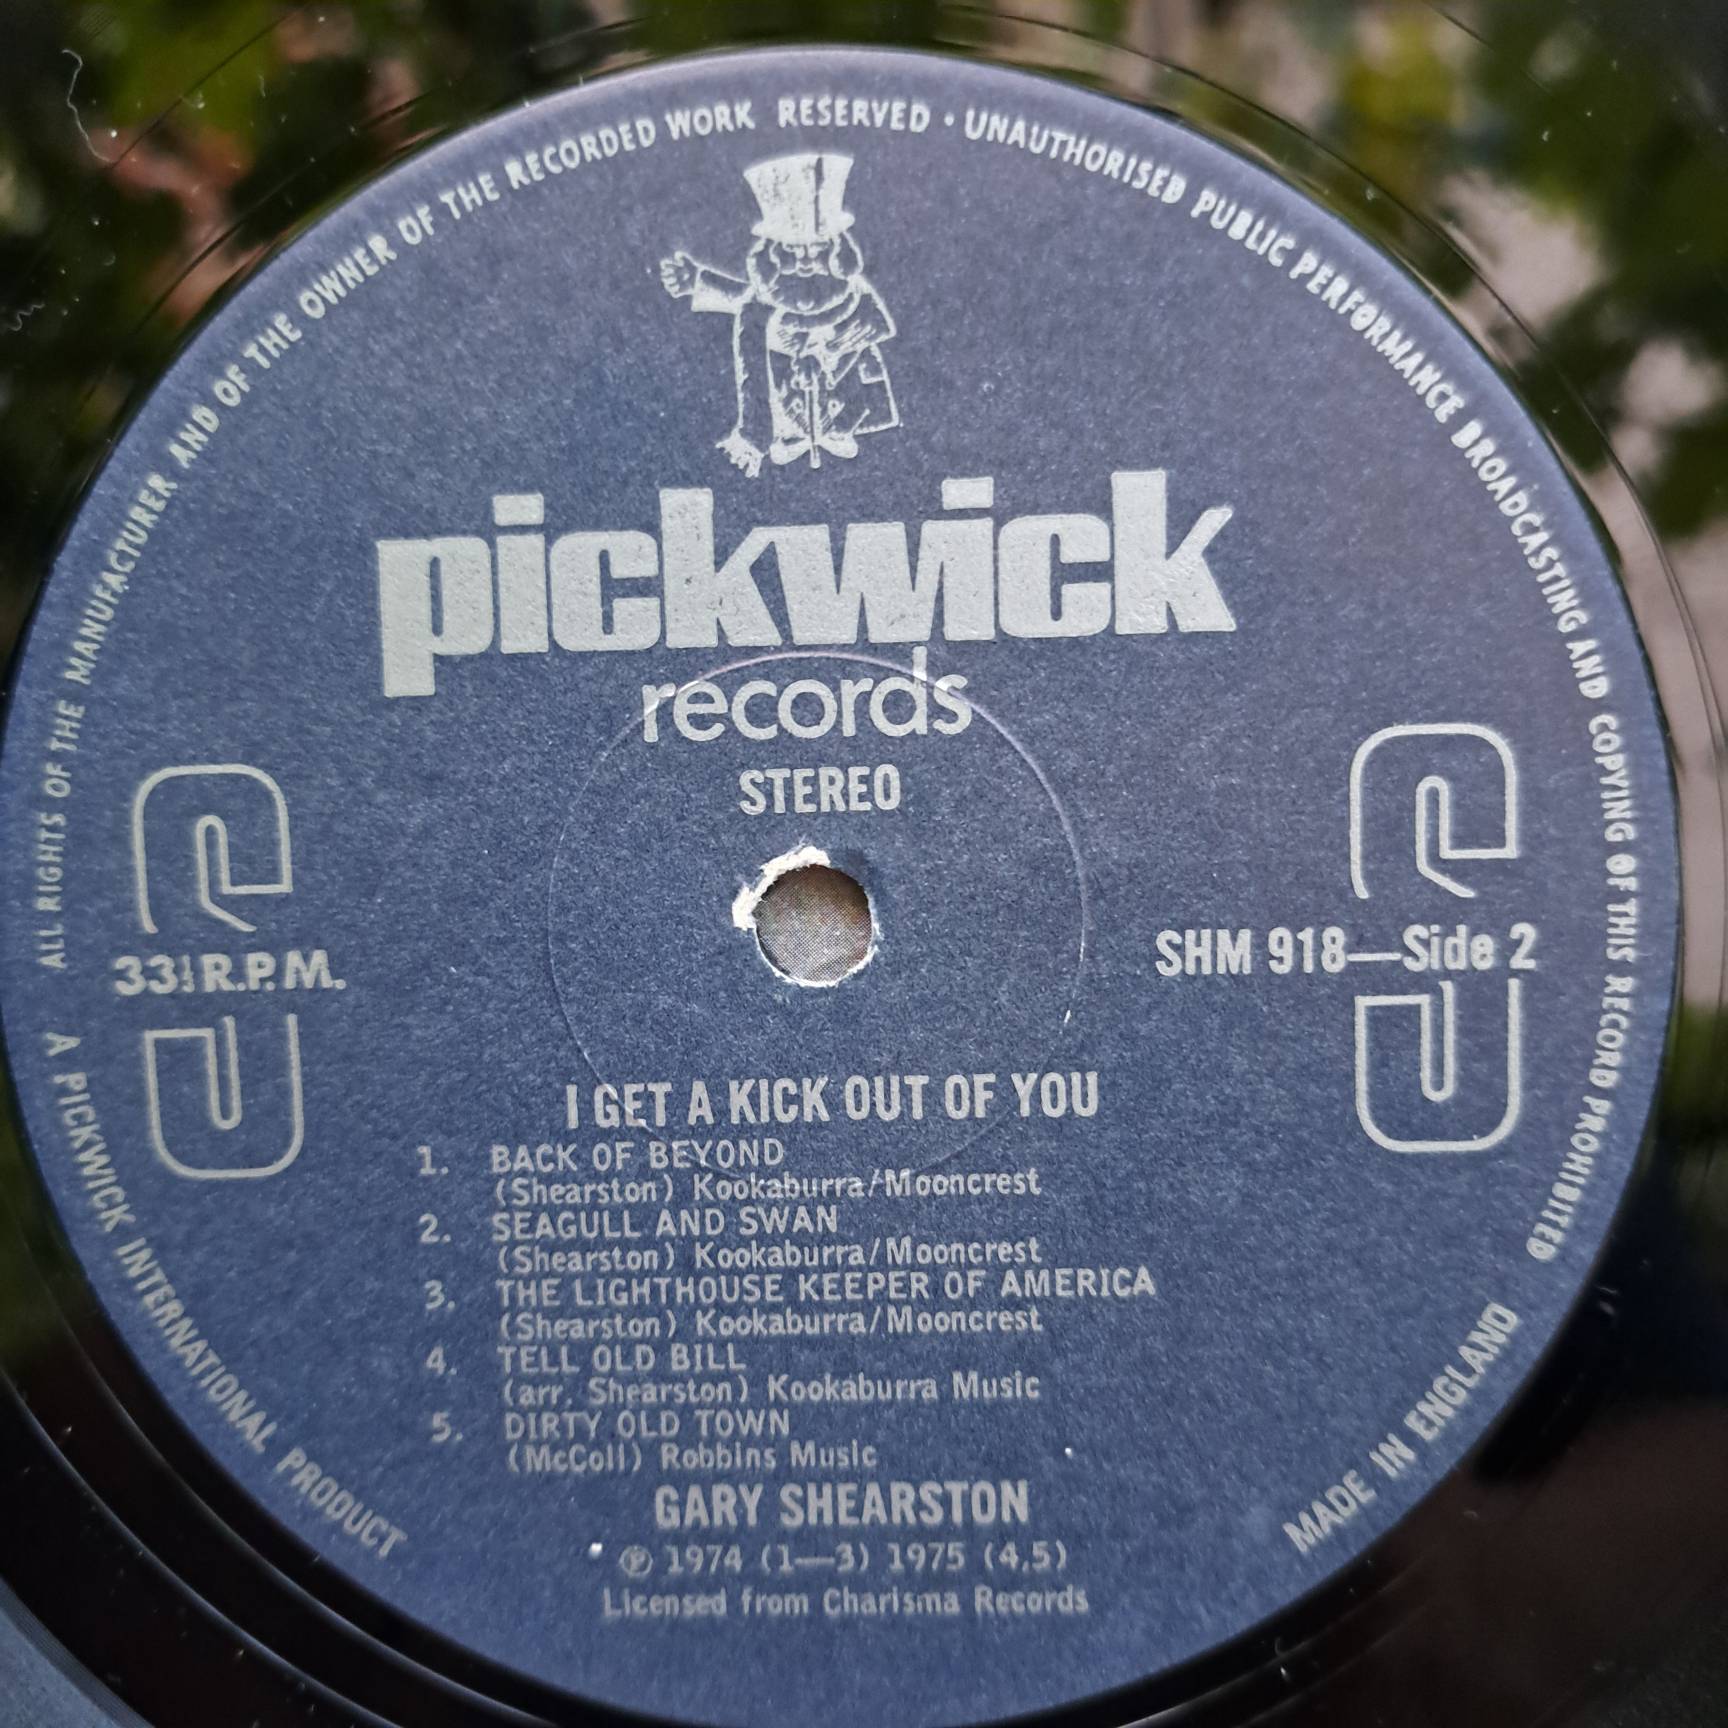 ALL RIGHTS OF THE MANUFACTURER AND OF THE OWNER OF THE RECORDED WORK RESERVED · UNAUTHORISED PUBLIC PERFORMANCE BROADCASTING AND COPYING OF THIS RECORD PROHIBITED
pickwick
records
STEREO
33⅓ R.P.M.
SHM 918—Side 2
I GET A KICK OUT OF YOU
1. BACK OF BEYOND
(Shearston) Kookaburra/Mooncrest
2. SEAGULL AND SWAN
(Shearston) Kookaburra/Mooncrest
3. THE LIGHTHOUSE KEEPER OF AMERICA
(Shearston) Kookaburra/Mooncrest
4. TELL OLD BILL
(arr. Shearston) Kookaburra Music
5. DIRTY OLD TOWN
(McColl) Robbins Music
GARY SHEARSTON
℗ 1974 (1—3) 1975 (4,5)
Licensed from Charisma Records
A PICKWICK INTERNATIONAL PRODUCT
MADE IN ENGLAND